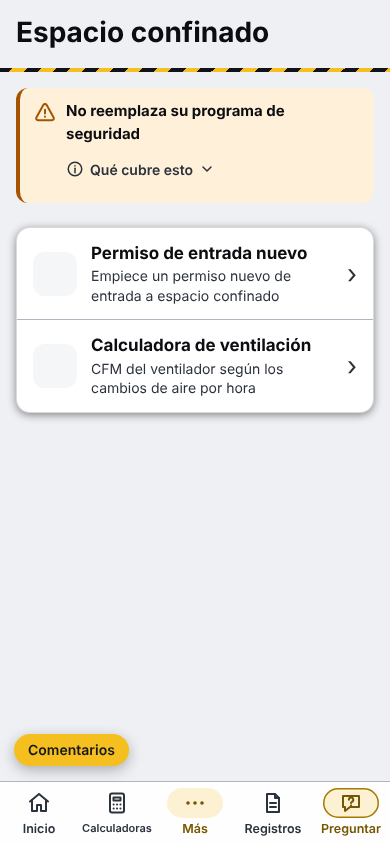 Espacio confinado
No reemplaza su programa de
seguridad
Qué cubre esto
Permiso de entrada nuevo
Empiece un permiso nuevo de
entrada a espacio confinado
Calculadora de ventilación
CFM del ventilador según los
cambios de aire por hora
Comentarios
Inicio
Calculadoras
Más
Registros
Preguntar